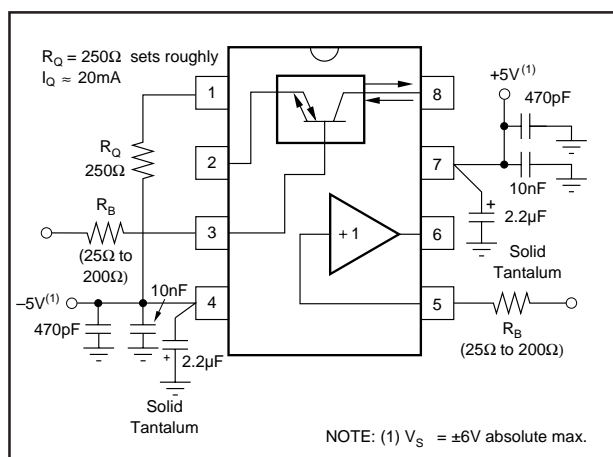 R_Q = 250Ω sets roughly
I_Q ≈ 20mA
1
8
+5V(1)
470pF
R_Q
250Ω
2
7
10nF
+
2.2µF
R_B
3
+1
6
(25Ω to
200Ω)
Solid
Tantalum
–5V(1)
10nF
4
5
470pF
R_B
+
2.2µF
(25Ω to 200Ω)
Solid
Tantalum
NOTE: (1) V_S = ±6V absolute max.